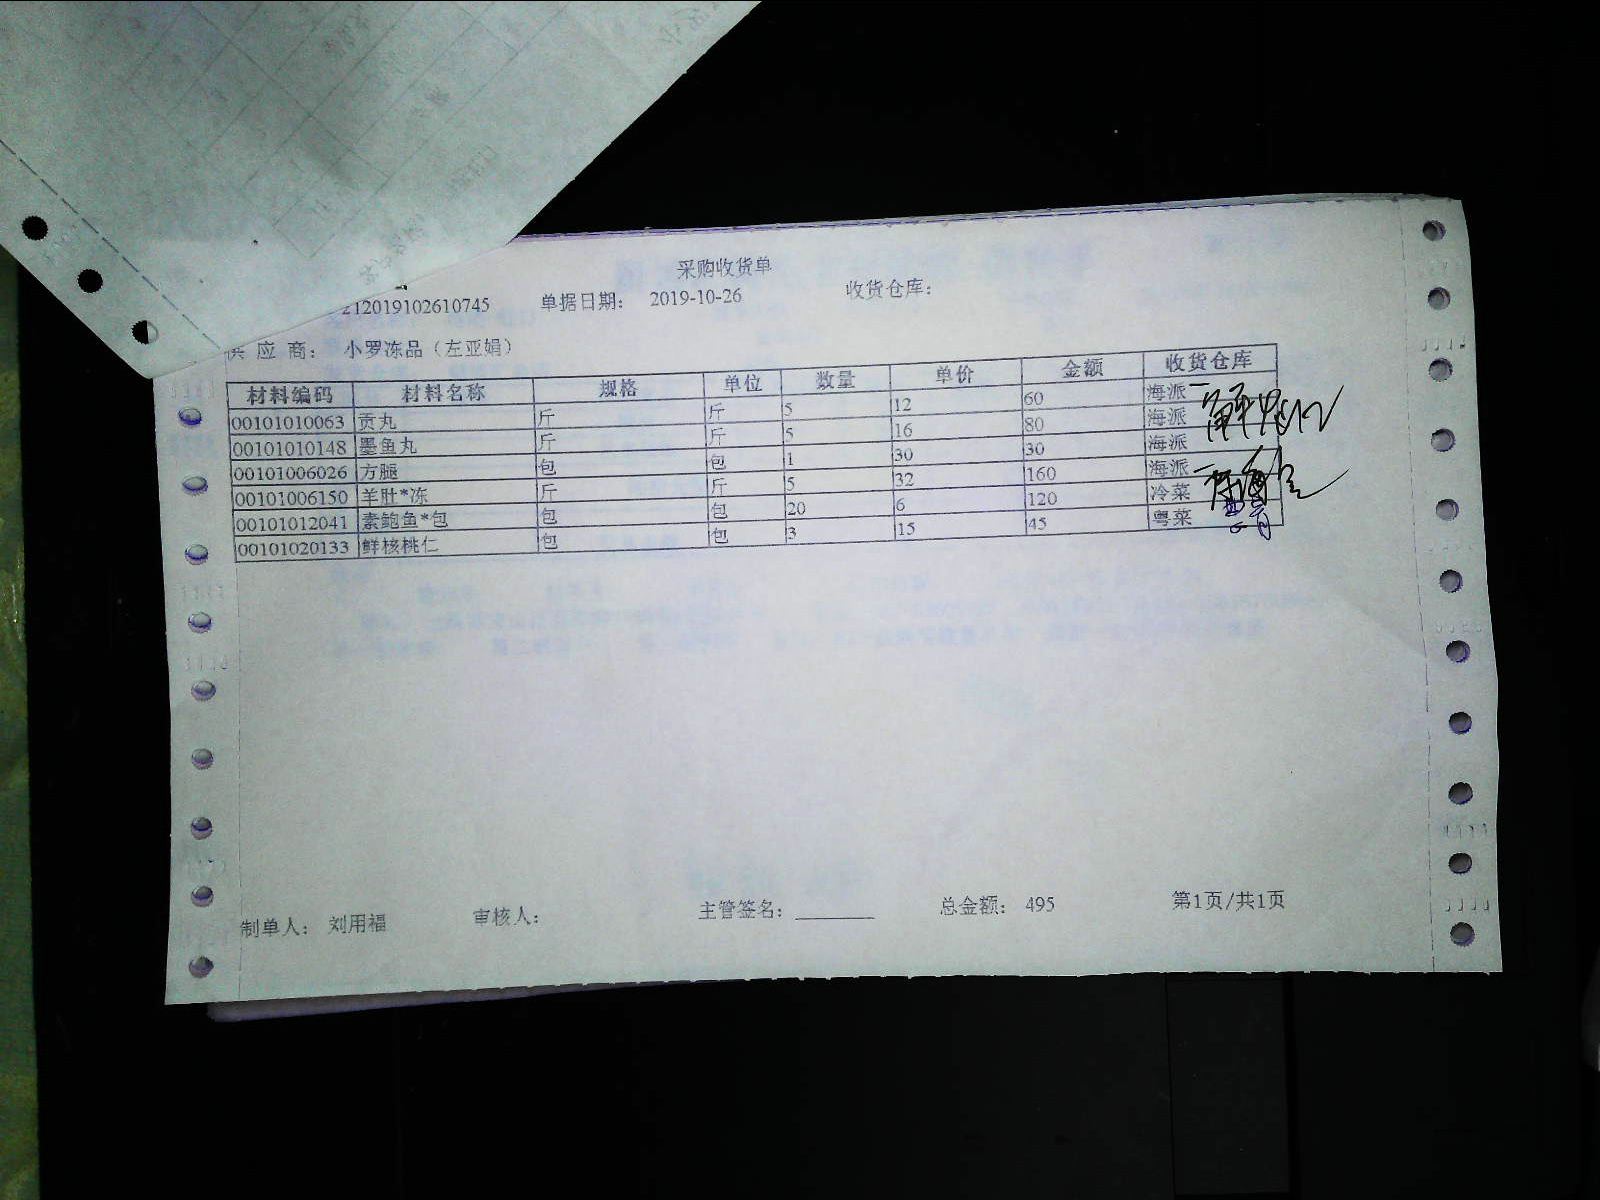 采购收货单
212019102610745 单据日期： 2019-10-26 收货仓库：
供 应 商： 小罗冻品（左亚娟）
材料编码 材料名称 规格 单位 数量 单价 金额 收货仓库
00101010063 贡丸 斤 斤 5 12 60 海派
00101010148 墨鱼丸 斤 斤 5 16 80 海派
00101006026 方腿 包 包 1 30 30 海派
00101006150 羊肚*冻 斤 斤 5 32 160 海派
00101012041 素鲍鱼*包 包 包 20 6 120 冷菜
00101020133 鲜核桃仁 包 包 3 15 45 粤菜
制单人： 刘用福 审核人： 主管签名： 总金额： 495 第1页/共1页